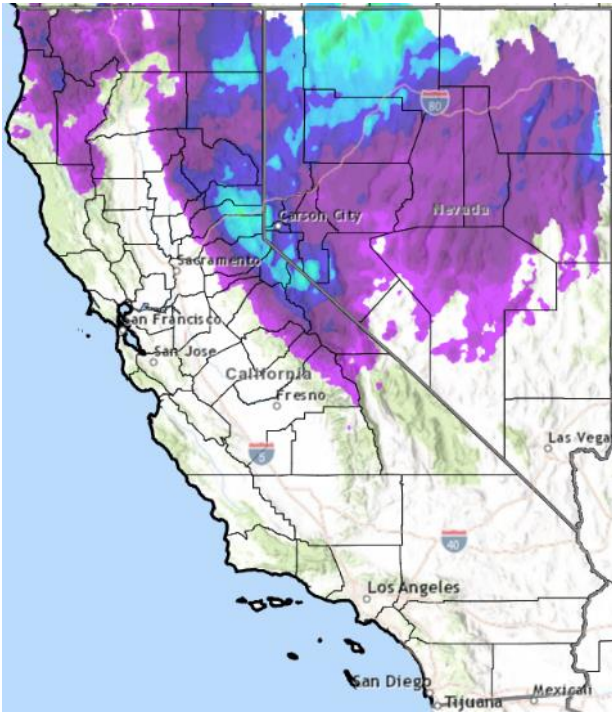 80
Carson City
Nevada
Sacramento
San Francisco
San Jose
California
Fresno
5
Las Vega
40
Los Angeles
San Diego
Tijuana
Mexicali